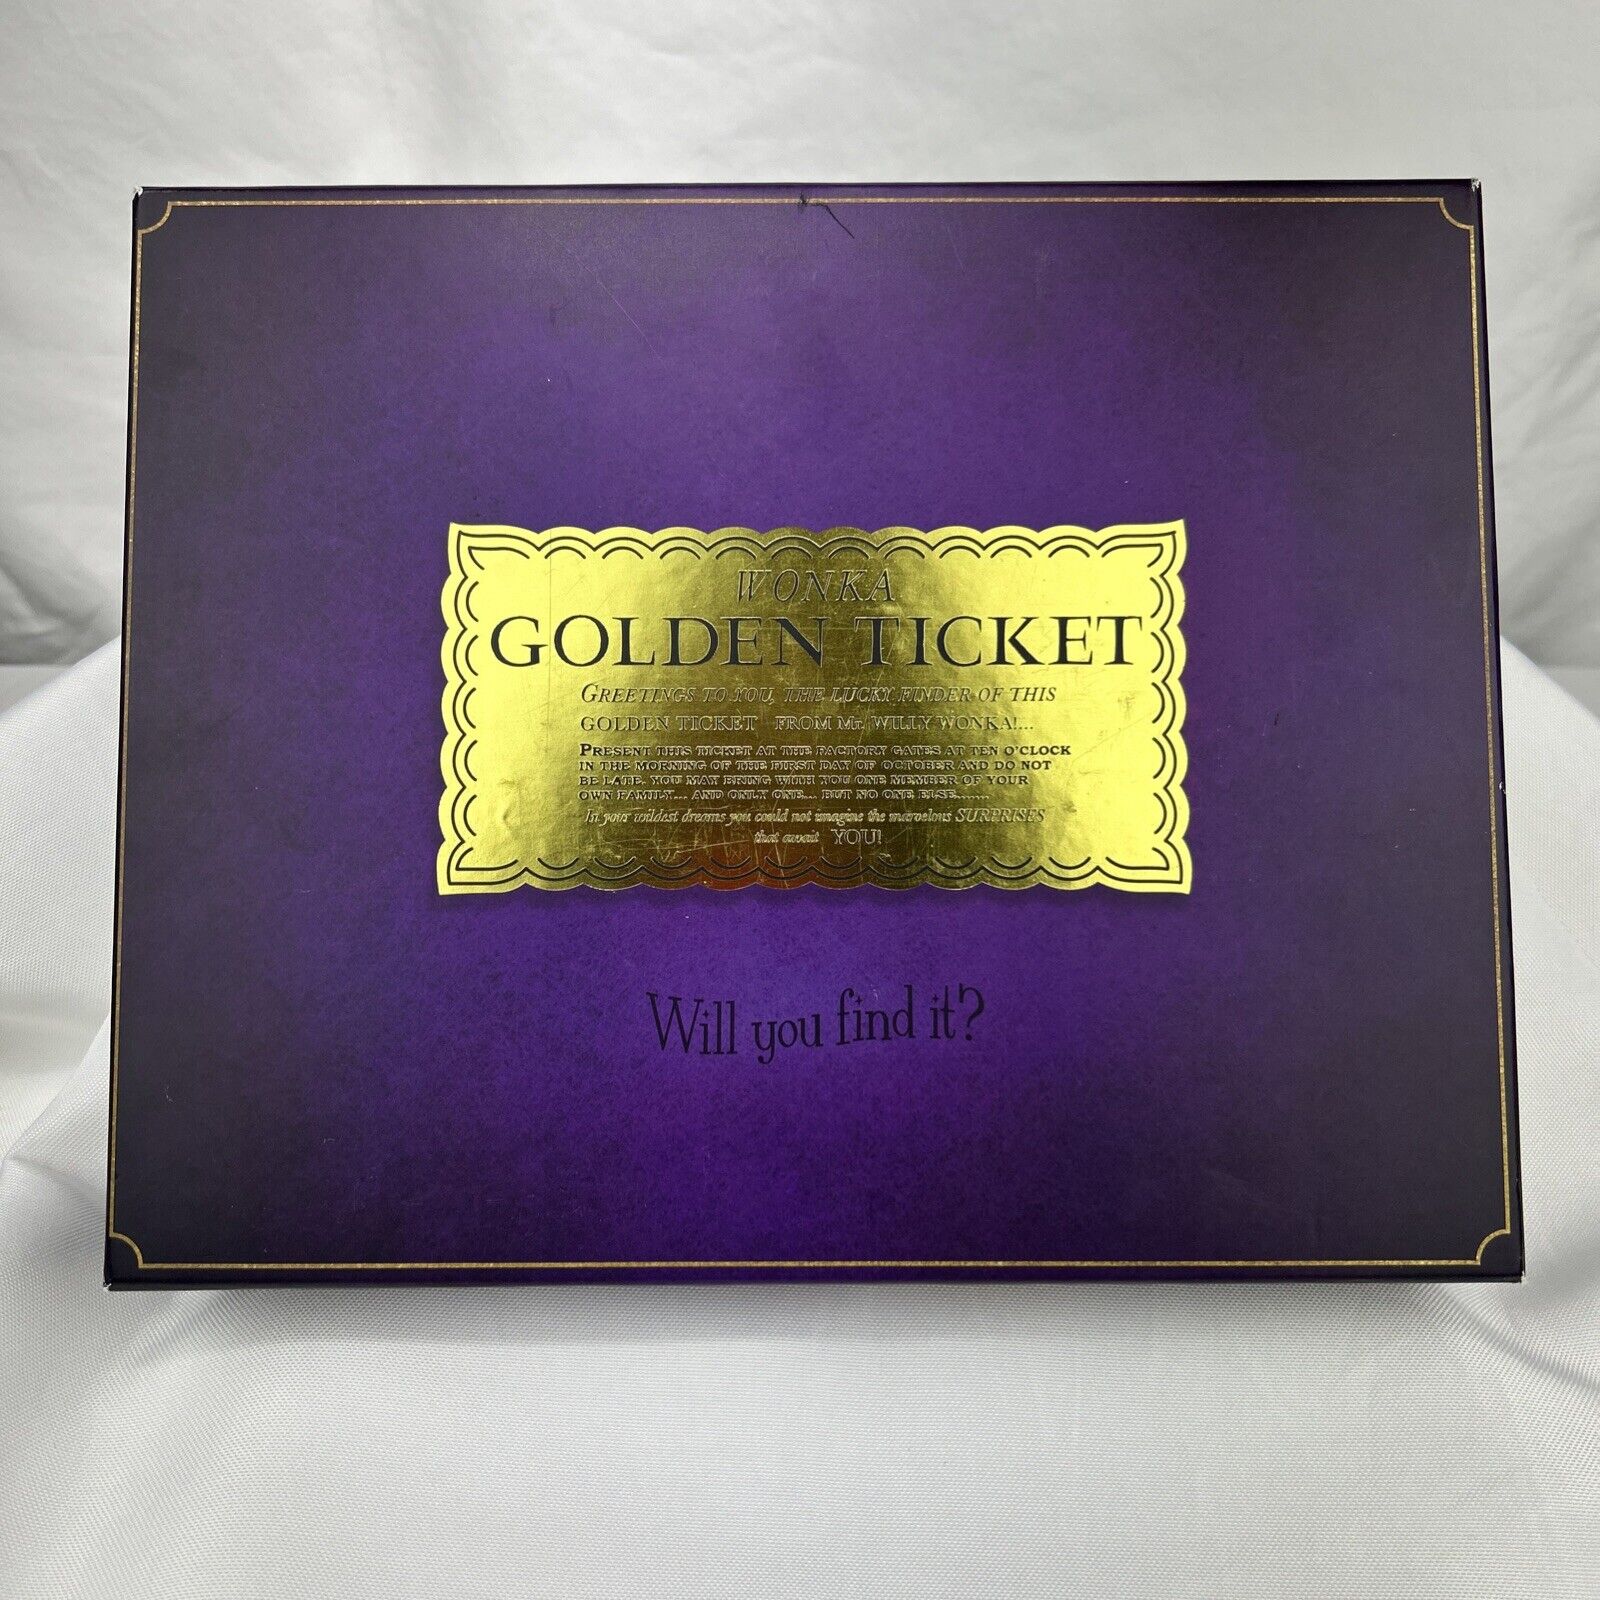 WONKA
GOLDEN TICKET
GREETINGS TO YOU, THE LUCKY FINDER OF THIS
GOLDEN TICKET FROM Mr. WILLY WONKA!...
PRESENT THIS TICKET AT THE FACTORY GATES AT TEN O'CLOCK
IN THE MORNING OF THE FIRST DAY OF OCTOBER AND DO NOT
BE LATE. YOU MAY BRING WITH YOU ONE MEMBER OF YOUR
OWN FAMILY... AND ONLY ONE... BUT NO ONE ELSE.......
In your wildest dreams you could not imagine the marvelous SURPRISES
that await YOU!
Will you find it?